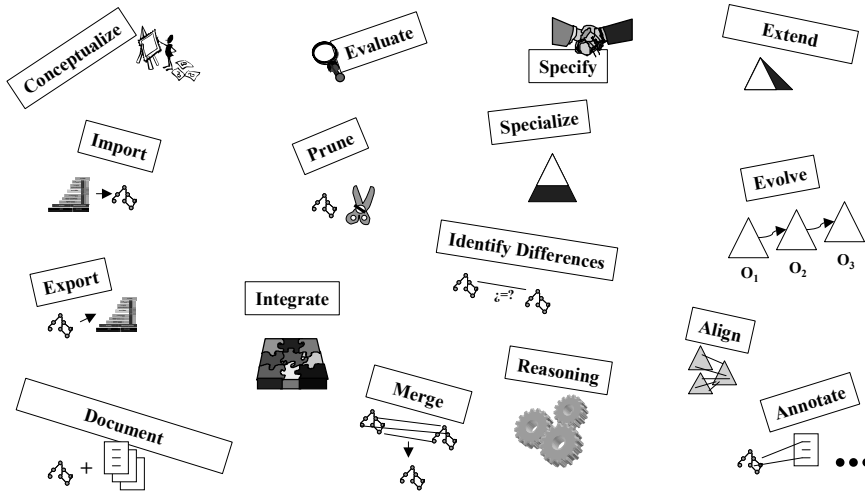 Conceptualize
Evaluate
Specify
Extend
Import
Prune
Specialize
Evolve
O1 O2 O3
Identify Differences
¿=?
Export
Integrate
Align
Reasoning
Merge
Document
+
Annotate